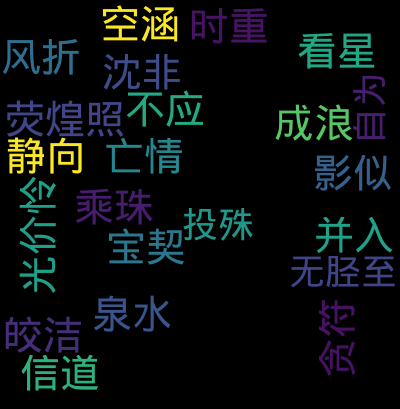 空涵
时重
风折
看星
沈非
自为
荧煌照
不应
成浪
静向
亡情
影似
光价怜
乘珠
投殊
宝契
并入
无胫至
泉水
贪符
皎洁
信道